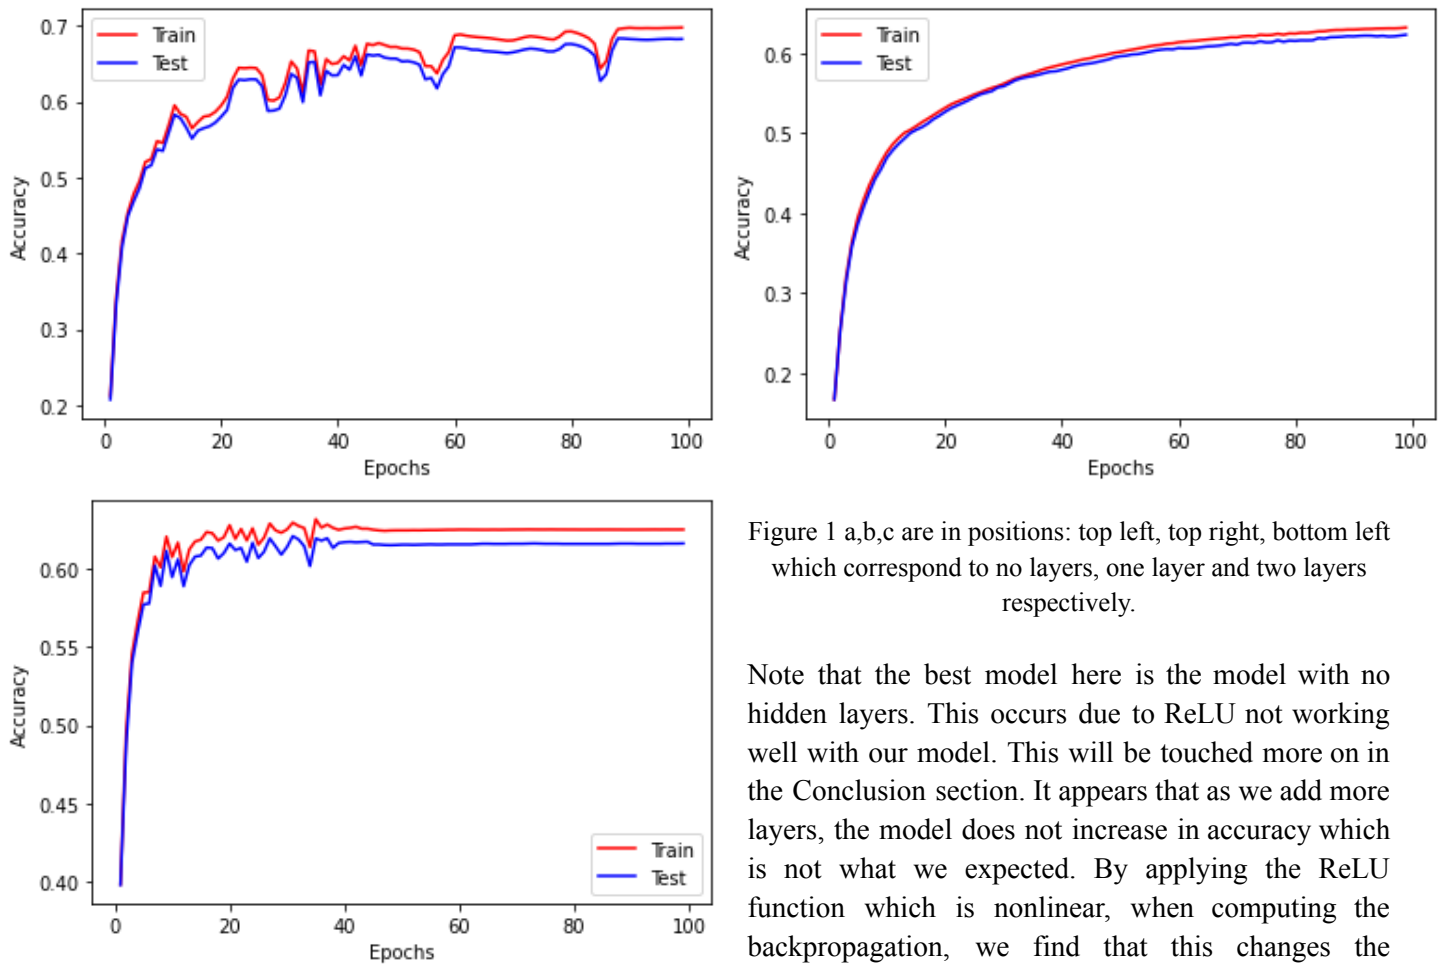 0.7
0.6
0.5
0.4
0.3
0.2
Accuracy
Train
Test
0
20
40
60
80
100
Epochs
0.6
0.5
0.4
0.3
0.2
Accuracy
Train
Test
0
20
40
60
80
100
Epochs
0.60
0.55
0.50
0.45
0.40
Accuracy
Train
Test
0
20
40
60
80
100
Epochs
Figure 1 a,b,c are in positions: top left, top right, bottom left
which correspond to no layers, one layer and two layers
respectively.
Note that the best model here is the model with no
hidden layers. This occurs due to ReLU not working
well with our model. This will be touched more on in
the Conclusion section. It appears that as we add more
layers, the model does not increase in accuracy which
is not what we expected. By applying the ReLU
function which is nonlinear, when computing the
backpropagation, we find that this changes the